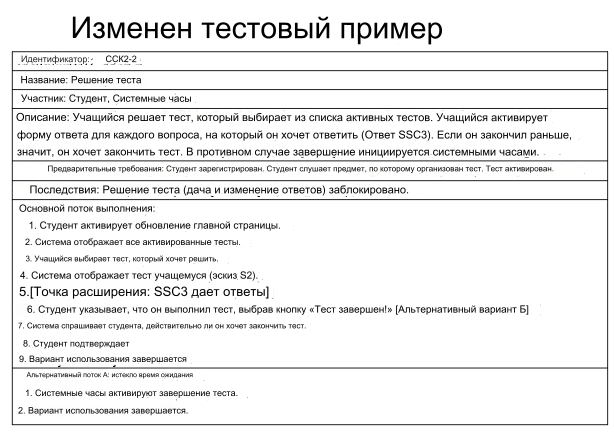 Изменен тестовый пример
Идентификатор: ССК2-2
Название: Решение теста
Участник: Студент, Системные часы
Описание: Учащийся решает тест, который выбирает из списка активных тестов. Учащийся активирует
форму ответа для каждого вопроса, на который он хочет ответить (Ответ SSC3). Если он закончил раньше,
значит, он хочет закончить тест. В противном случае завершение инициируется системными часами.
Предварительные требования: Студент зарегистрирован. Студент слушает предмет, по которому организован тест. Тест активирован.
Последствия: Решение теста (дача и изменение ответов) заблокировано.
Основной поток выполнения:
1. Студент активирует обновление главной страницы.
2. Система отображает все активированные тесты.
3. Учащийся выбирает тест, который хочет решить.
4. Система отображает тест учащемуся (эскиз S2).
5.[Точка расширения: SSC3 дает ответы]
6. Студент указывает, что он выполнил тест, выбрав кнопку «Тест завершен!» [Альтернативный вариант Б]
7. Система спрашивает студента, действительно ли он хочет закончить тест.
8. Студент подтверждает
9. Вариант использования завершается
Альтернативный поток А: истекло время ожидания
1. Системные часы активируют завершение теста.
2. Вариант использования завершается.